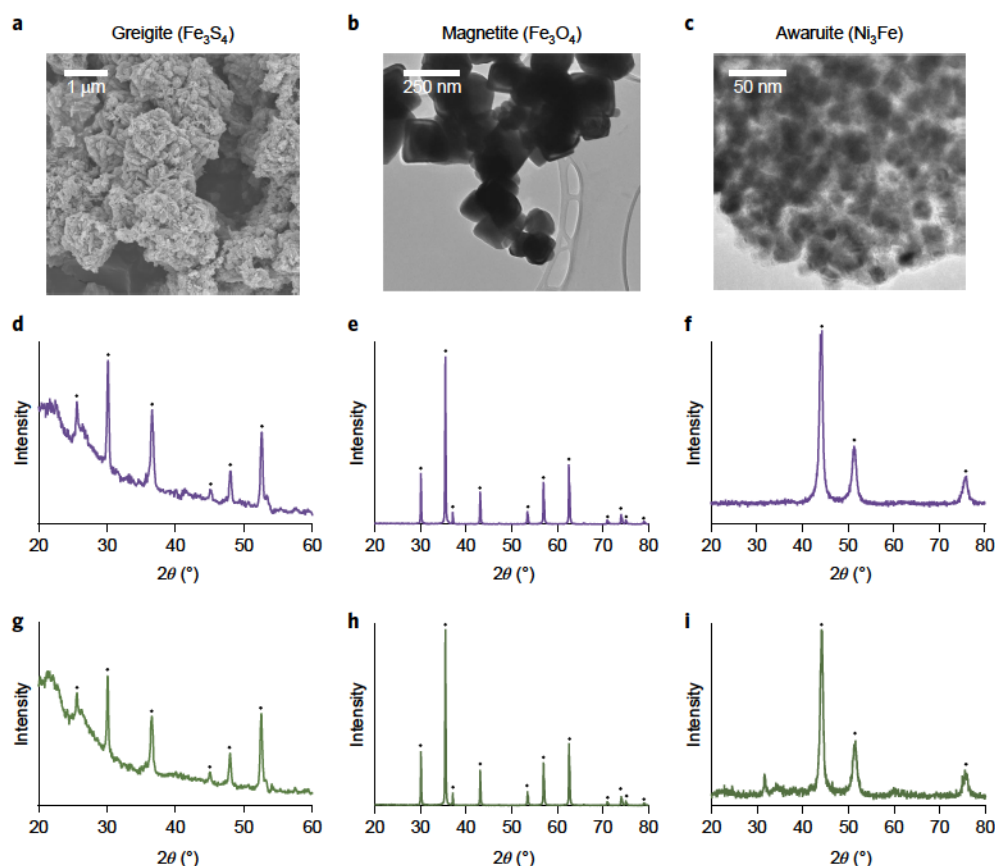 a
Greigite (Fe₃S₄)
1 μm
b
Magnetite (Fe₃O₄)
250 nm
c
Awaruite (Ni₃Fe)
50 nm
d
Intensity
20 30 40 50 60
2θ (°)
e
Intensity
20 30 40 50 60 70 80
2θ (°)
f
Intensity
20 30 40 50 60 70 80
2θ (°)
g
Intensity
20 30 40 50 60
2θ (°)
h
Intensity
20 30 40 50 60 70 80
2θ (°)
i
Intensity
20 30 40 50 60 70 80
2θ (°)